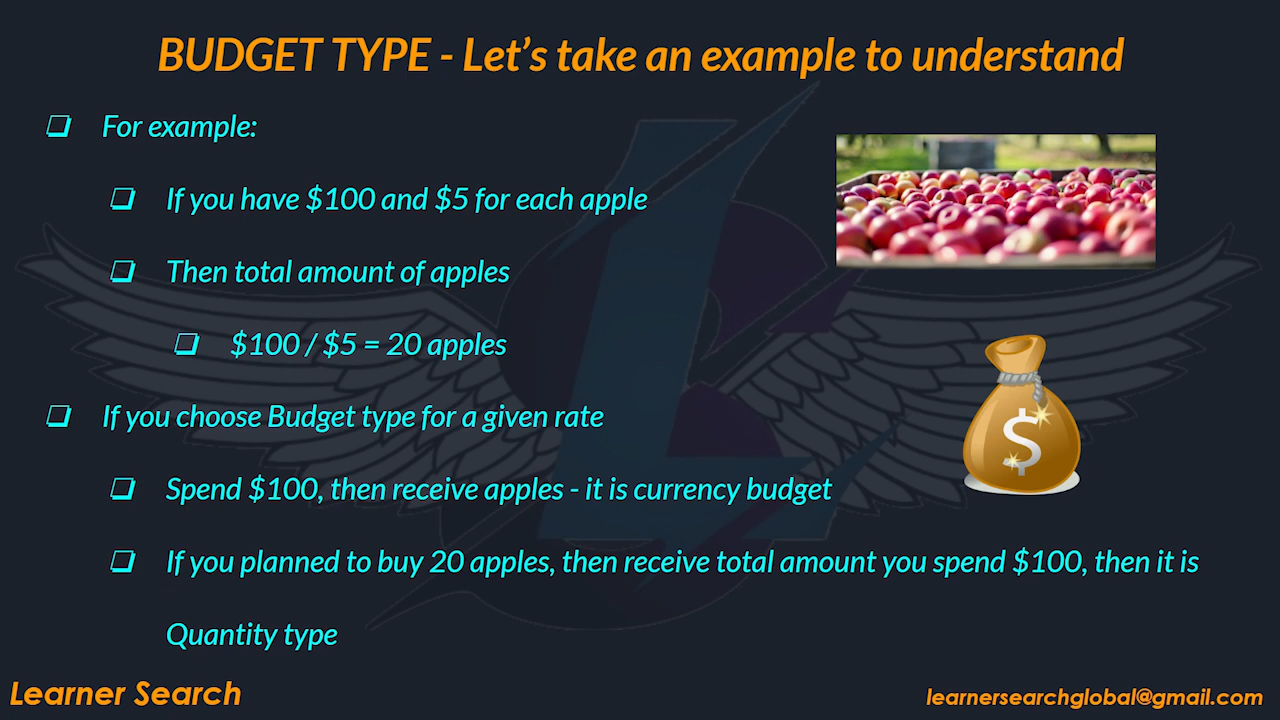 BUDGET TYPE - Let's take an example to understand
❏ For example:
❏ If you have $100 and $5 for each apple
❏ Then total amount of apples
❏ $100 / $5 = 20 apples
❏ If you choose Budget type for a given rate
❏ Spend $100, then receive apples - it is currency budget
❏ If you planned to buy 20 apples, then receive total amount you spend $100, then it is
Quantity type
$
Learner Search
learnersearchglobal@gmail.com